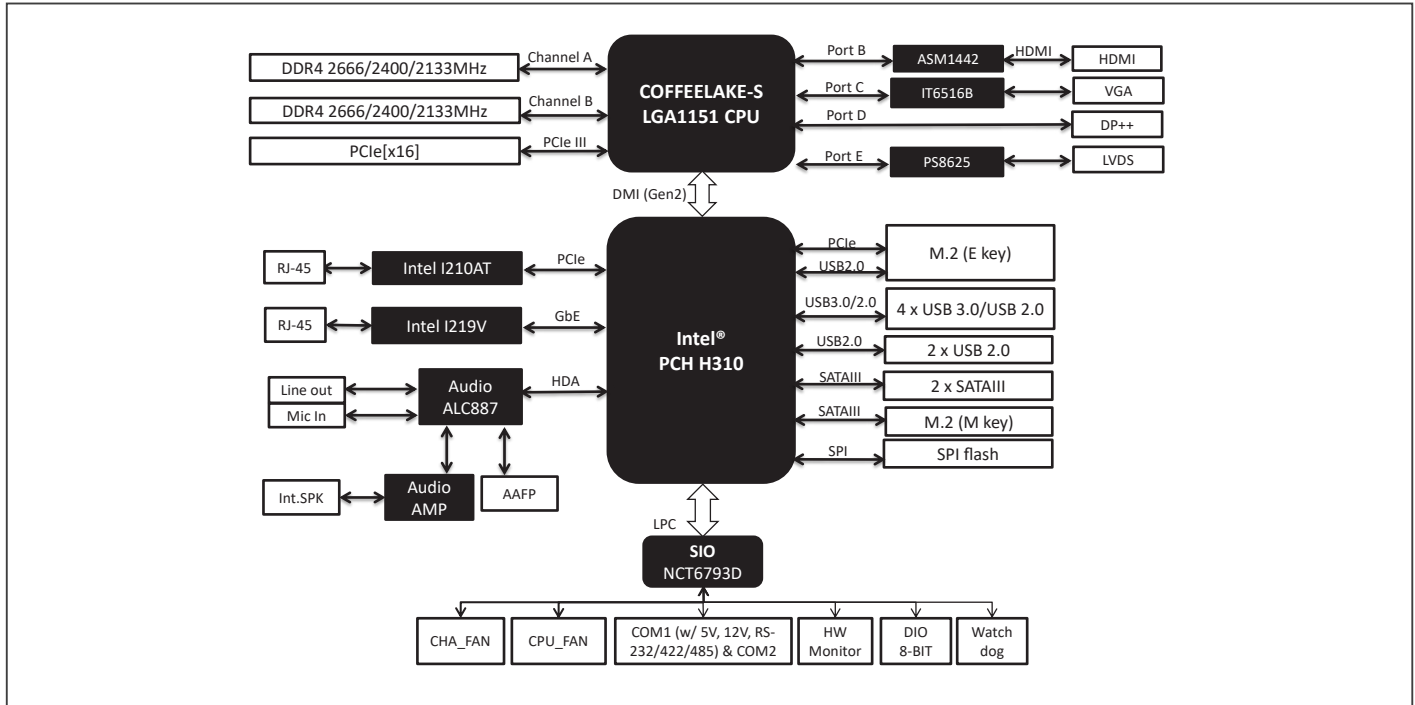 DDR4 2666/2400/2133MHz
Channel A
DDR4 2666/2400/2133MHz
Channel B
PCIe[x16]
PCIe III
COFFEELAKE-S
LGA1151 CPU
Port B
ASM1442
HDMI
HDMI
Port C
IT6516B
VGA
Port D
DP++
Port E
PS8625
LVDS
DMI (Gen2)
RJ-45
Intel I210AT
PCIe
RJ-45
Intel I219V
GbE
Line out
Mic In
Audio
ALC887
HDA
Int.SPK
Audio
AMP
AAFP
Intel®
PCH H310
PCIe
USB2.0
M.2 (E key)
USB3.0/2.0
4 x USB 3.0/USB 2.0
USB2.0
2 x USB 2.0
SATAIII
2 x SATAIII
SATAIII
M.2 (M key)
SPI
SPI flash
LPC
SIO
NCT6793D
CHA_FAN
CPU_FAN
COM1 (w/ 5V, 12V, RS-
232/422/485) & COM2
HW
Monitor
DIO
8-BIT
Watch
dog